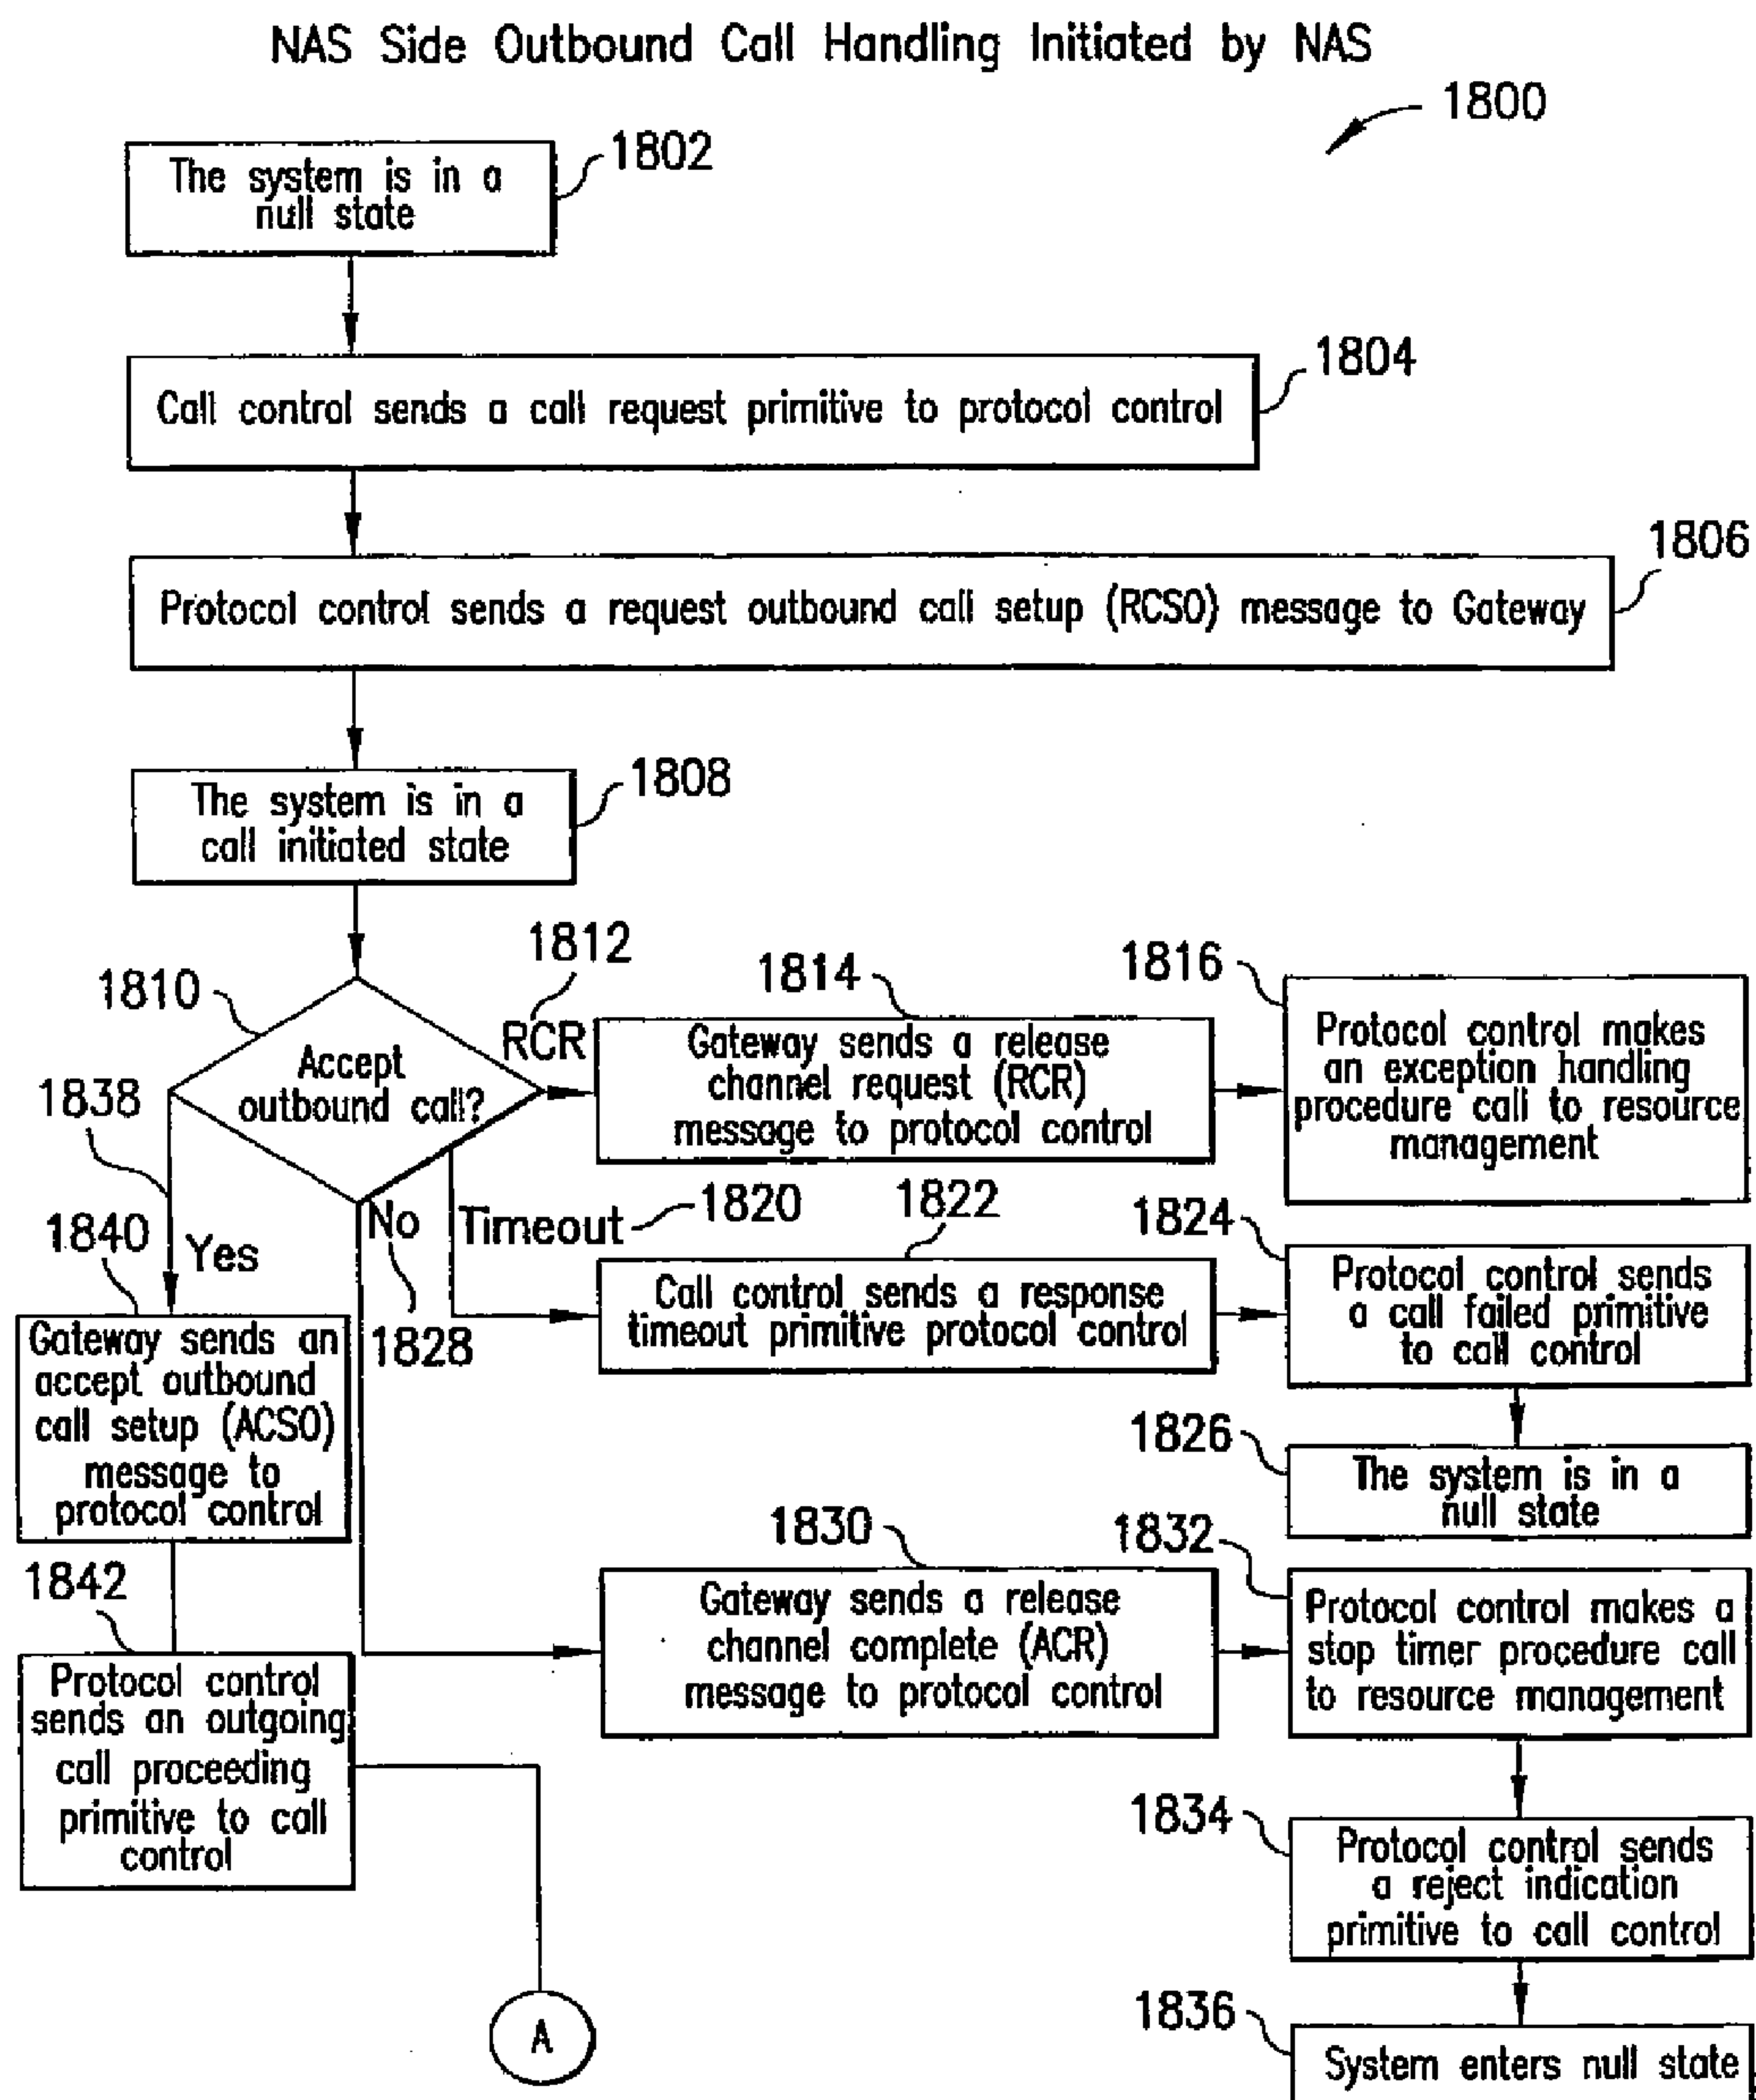 NAS Side Outbound Call Handling Initiated by NAS
1800
1802
The system is in a
null state
1804
Call control sends a call request primitive to protocol control
1806
Protocol control sends a request outbound call setup (RCSO) message to Gateway
1808
The system is in a
call initiated state
1810
Accept
outbound call?
1812
RCR
1814
Gateway sends a release
channel request (RCR)
message to protocol control
1816
Protocol control makes
an exception handling
procedure call to resource
management
1820
Timeout
1822
Call control sends a response
timeout primitive protocol control
1824
Protocol control sends
a call failed primitive
to call control
1826
The system is in a
null state
No
1828
1830
Gateway sends a release
channel complete (ACR)
message to protocol control
1832
Protocol control makes a
stop timer procedure call
to resource management
1834
Protocol control sends
a reject indication
primitive to call control
1836
System enters null state
1838
Yes
1840
Gateway sends an
accept outbound
call setup (ACSO)
message to
protocol control
1842
Protocol control
sends an outgoing
call proceeding
primitive to call
control
A